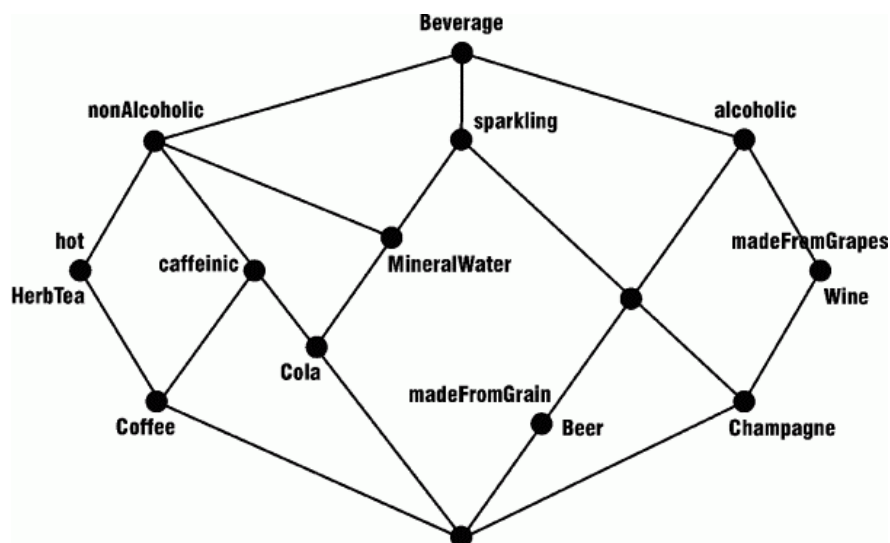 Beverage
nonAlcoholic
alcoholic
sparkling
hot
caffeinic
MineralWater
madeFromGrapes
HerbTea
Wine
Cola
madeFromGrain
Coffee
Beer
Champagne